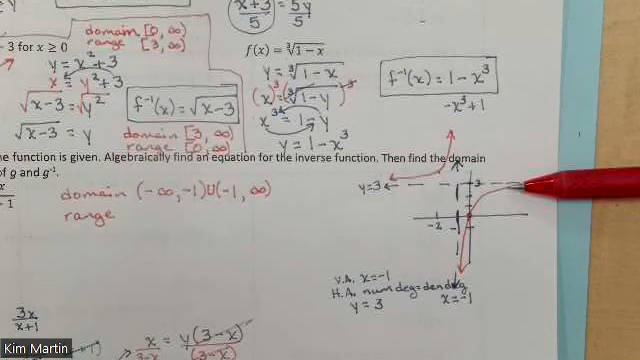 x+3 = 5y
5 5
domain [0, ∞)
range [3, ∞)
- 3 for x ≥ 0
y = x² + 3
x = y² + 3
√x-3 = √y²
√x-3 = y
f⁻¹(x) = √x-3
domain [3, ∞)
range [0, ∞)
f(x) = ∛1 − x
y = ∛1 − x
(x)³ = (∛1-y)³
x³ = 1 - y
y = 1 - x³
f⁻¹(x) = 1 - x³
-x³+1
e function is given. Algebraically find an equation for the inverse function. Then find the domain
of g and g⁻¹.
x
- 1
domain (-∞, -1) U (-1, ∞)
range
y=3
3
-2
V.A. x=-1
H.A. num deg = den deg
y = 3
x=-1
3x
x+1
x = y(3-x)
3-x (3-x)
Kim Martin